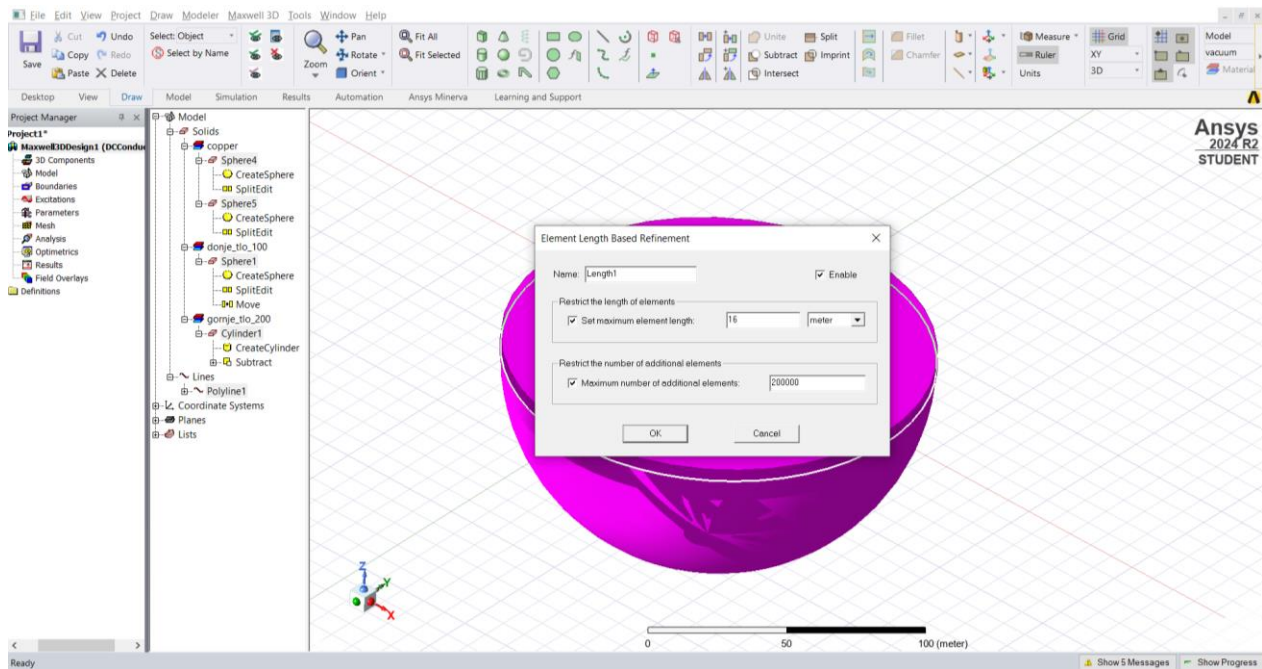 File Edit View Project Draw Modeler Maxwell 3D Tools Window Help
Save
Cut Undo
Copy Redo
Paste Delete
Select: Object
Select by Name
Zoom
Pan
Rotate
Orient
Fit All
Fit Selected
Unite Split
Subtract Imprint
Intersect
Fillet
Chamfer
Measure
Ruler
Units
Grid
XY
3D
Model
vacuum
Material
Desktop View Draw Model Simulation Results Automation Ansys Minerva Learning and Support
Project Manager
Project1*
Maxwell3DDesign1 (DCCondu
3D Components
Model
Boundaries
Excitations
Parameters
Mesh
Analysis
Optimetrics
Results
Field Overlays
Definitions
Model
Solids
copper
Sphere4
CreateSphere
SplitEdit
Sphere5
CreateSphere
SplitEdit
donje_tlo_100
Sphere1
CreateSphere
SplitEdit
Move
gornje_tlo_200
Cylinder1
CreateCylinder
Subtract
Lines
Polyline1
Coordinate Systems
Planes
Lists
Ansys
2024 R2
STUDENT
Element Length Based Refinement
Name: Length1 Enable
Restrict the length of elements
Set maximum element length: 16 meter
Restrict the number of additional elements
Maximum number of additional elements: 200000
OK Cancel
Z
Y
X
0 50 100 (meter)
Ready
Show 5 Messages Show Progress